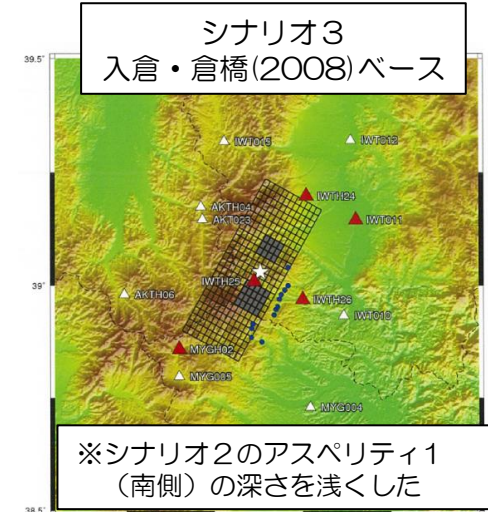 シナリオ3
入倉・倉橋(2008)ベース
39.5°
IWT015
IWT012
IWTH24
AKTH04
AKT023
IWT011
39°
IWTH25
AKTH06
IWTH26
IWT010
MYGH02
MYG005
MYG004
※シナリオ2のアスペリティ1
(南側)の深さを浅くした
38.5°